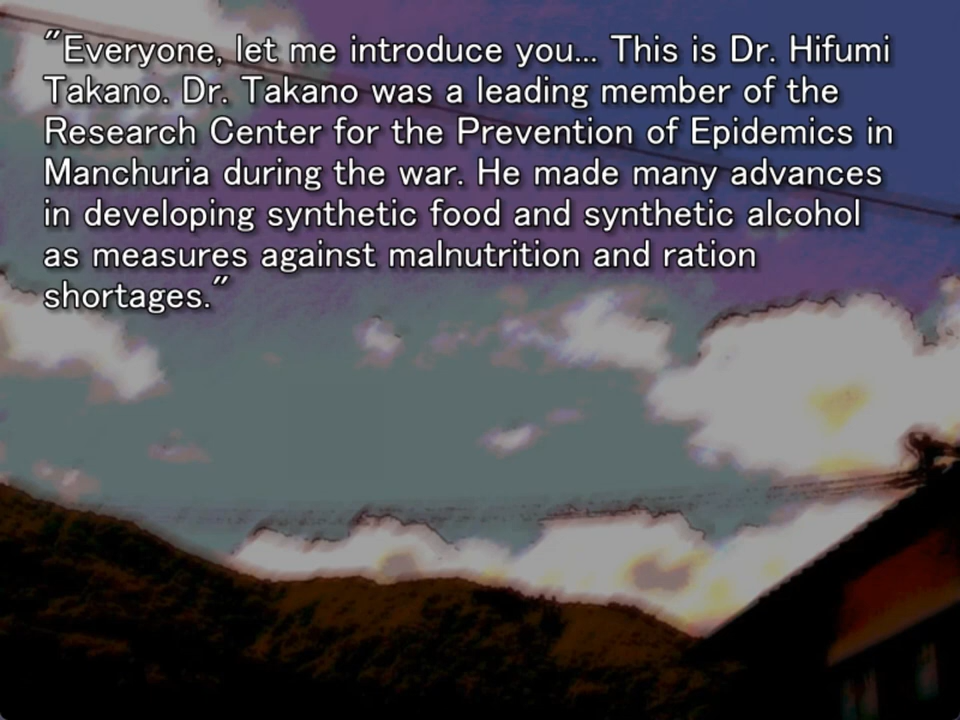 "Everyone, let me introduce you... This is Dr. Hifumi
Takano. Dr. Takano was a leading member of the
Research Center for the Prevention of Epidemics in
Manchuria during the war. He made many advances
in developing synthetic food and synthetic alcohol
as measures against malnutrition and ration
shortages."